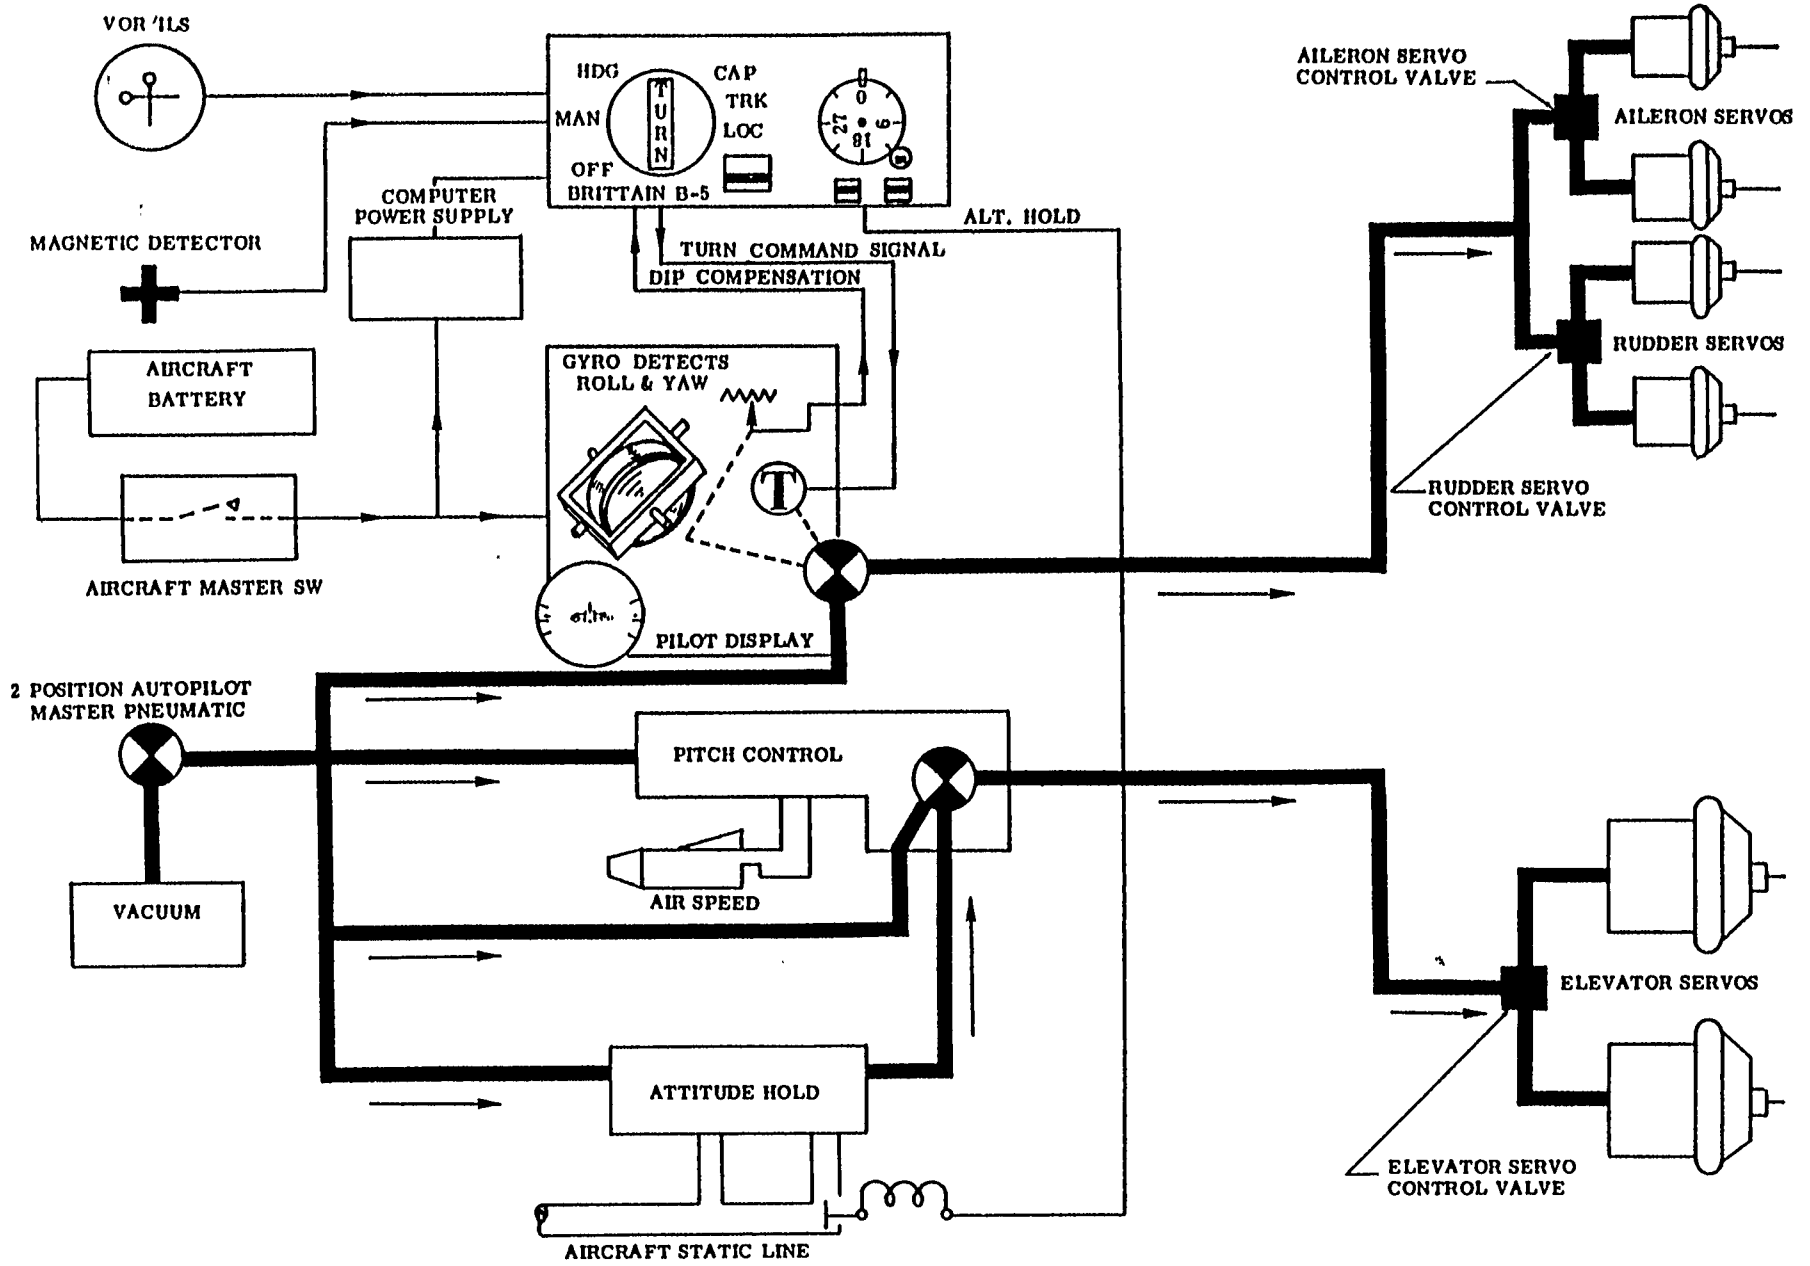 VOR 'ILS
HDG
MAN
OFF
TURN
CAP
TRK
LOC
BRITTAIN B-5
0
9
18
27
AILERON SERVO
CONTROL VALVE
AILERON SERVOS
COMPUTER
POWER SUPPLY
ALT. HOLD
MAGNETIC DETECTOR
TURN COMMAND SIGNAL
DIP COMPENSATION
RUDDER SERVOS
AIRCRAFT
BATTERY
GYRO DETECTS
ROLL & YAW
T
RUDDER SERVO
CONTROL VALVE
AIRCRAFT MASTER SW
PILOT DISPLAY
2 POSITION AUTOPILOT
MASTER PNEUMATIC
PITCH CONTROL
VACUUM
AIR SPEED
ELEVATOR SERVOS
ATTITUDE HOLD
ELEVATOR SERVO
CONTROL VALVE
AIRCRAFT STATIC LINE